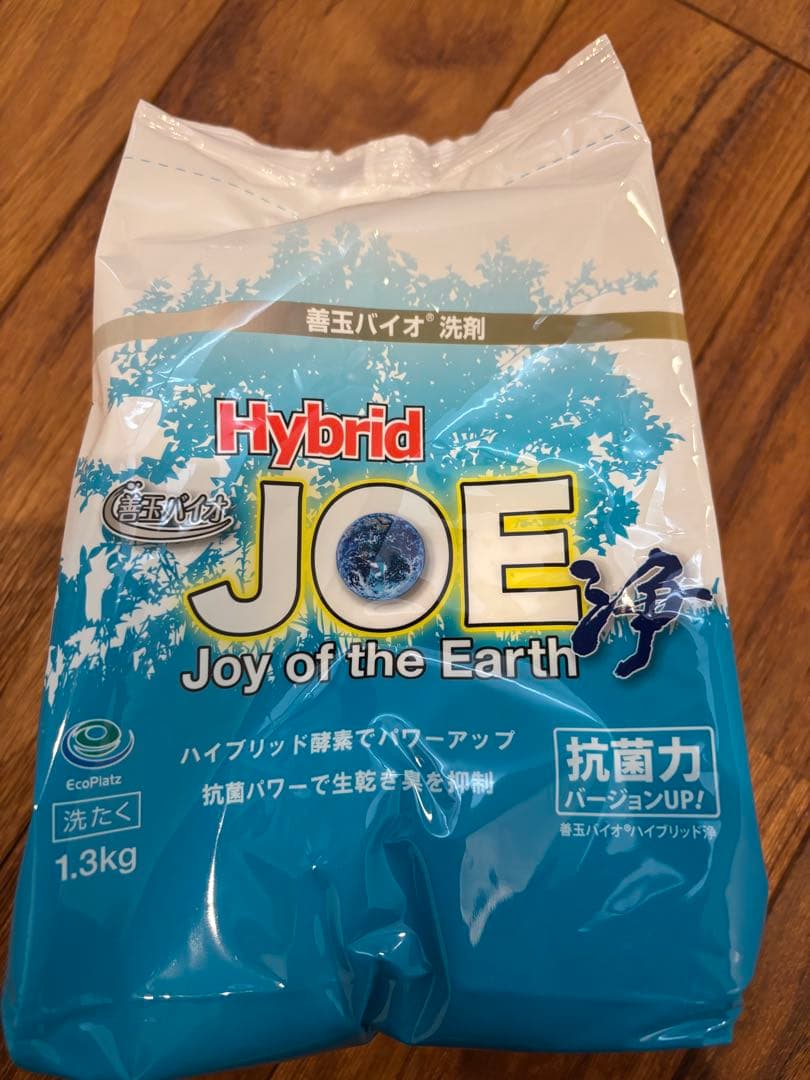 善玉バイオ®洗剤
Hybrid
善玉バイオ
JOE
浄
Joy of the Earth
ハイブリッド酵素でパワーアップ
抗菌パワーで生乾き臭を抑制
抗菌力
バージョンUP!
善玉バイオ®ハイブリッド浄
EcoPlatz
洗たく
1.3kg